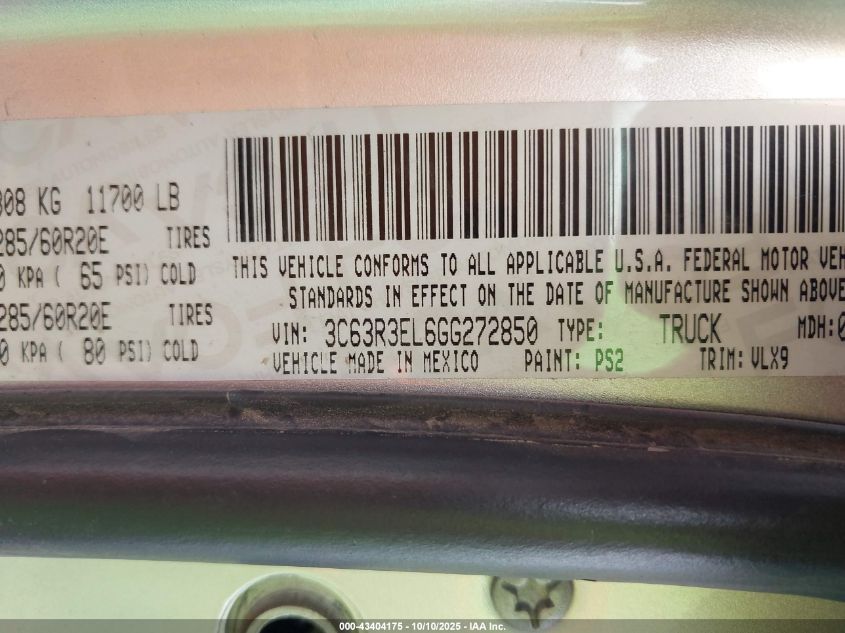 808 KG 11700 LB
285/60R20E TIRES
0 KPA ( 65 PSI) COLD
285/60R20E TIRES
0 KPA ( 80 PSI) COLD
THIS VEHICLE CONFORMS TO ALL APPLICABLE U.S.A. FEDERAL MOTOR VEH
STANDARDS IN EFFECT ON THE DATE OF MANUFACTURE SHOWN ABOVE
VIN: 3C63R3EL6GG272850 TYPE: TRUCK MDH:0
VEHICLE MADE IN MEXICO PAINT: PS2 TRIM: VLX9
000-43404175 - 10/10/2025 - IAA Inc.